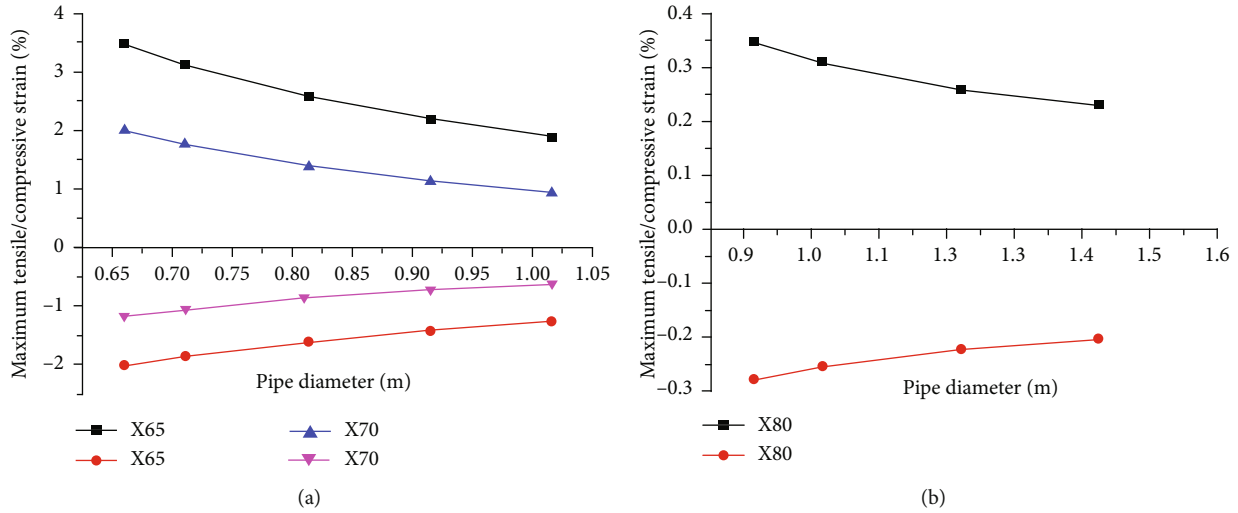 Maximum tensile/compressive strain (%)
4
3
2
1
0
−1
−2
0.65 0.70 0.75 0.80 0.85 0.90 0.95 1.00 1.05
Pipe diameter (m)
X65
X65
X70
X70
(a)
Maximum tensile/compressive strain (%)
0.4
0.3
0.2
0.1
0.0
−0.1
−0.2
−0.3
0.9 1.0 1.1 1.3 1.3 1.4 1.5 1.6
Pipe diameter (m)
X80
X80
(b)